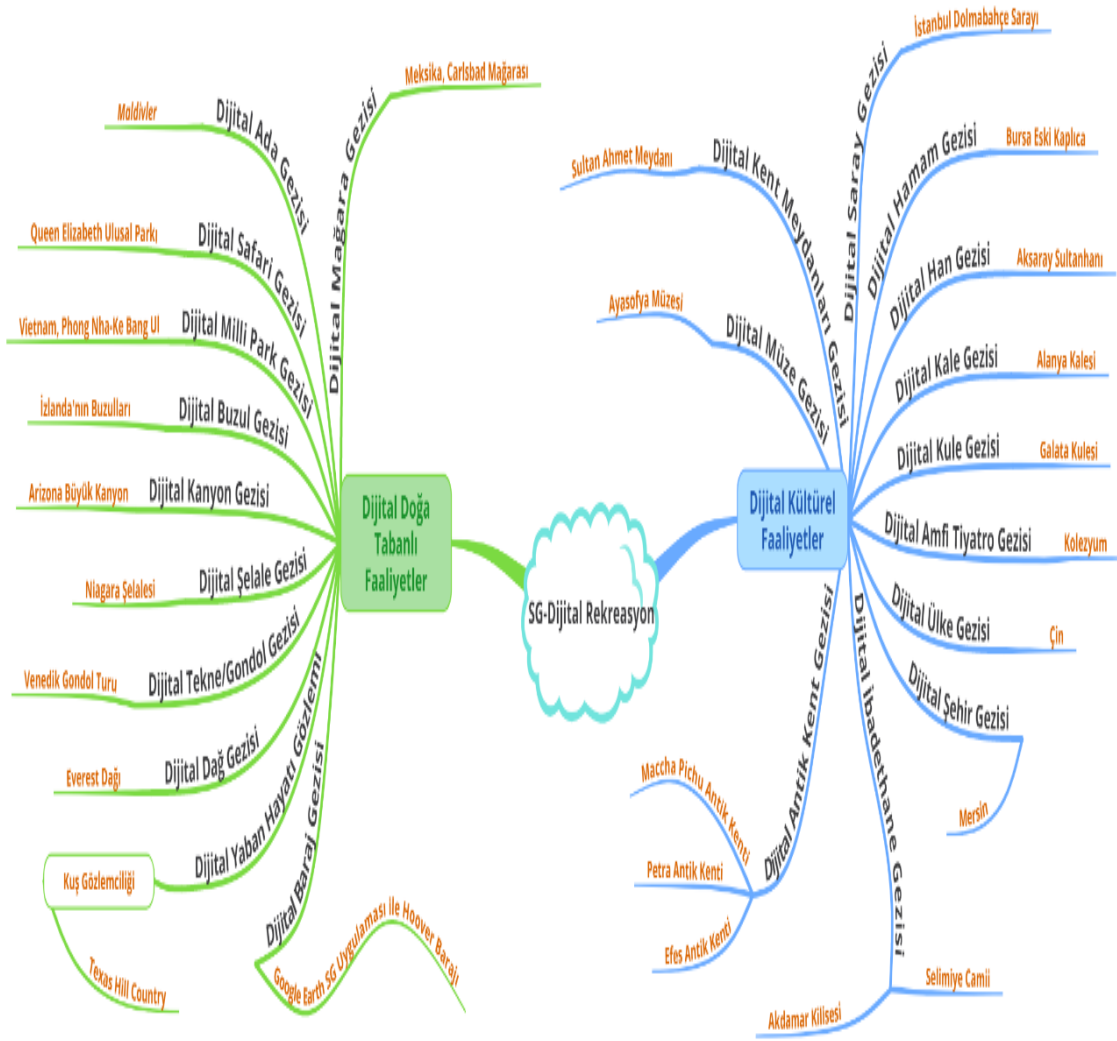 SG-Dijital Rekreasyon
Dijital Doğa
Tabanlı
Faaliyetler
Dijital Mağara Gezisi
Meksika, Carlsbad Mağarası
Dijital Ada Gezisi
Maldivler
Dijital Safari Gezisi
Queen Elizabeth Ulusal Parkı
Dijital Milli Park Gezisi
Vietnam, Phong Nha-Ke Bang Ul
Dijital Buzul Gezisi
İzlanda'nın Buzulları
Dijital Kanyon Gezisi
Arizona Büyük Kanyon
Dijital Şelale Gezisi
Niagara Şelalesi
Dijital Tekne/Gondol Gezisi
Venedik Gondol Turu
Dijital Dağ Gezisi
Everest Dağı
Dijital Yaban Hayatı Gözlemi
Kuş Gözlemciliği
Texas Hill Country
Dijital Baraj Gezisi
Google Earth SG Uygulaması ile Hoover Barajı
Dijital Kültürel
Faaliyetler
Dijital Saray Gezisi
İstanbul Dolmabahçe Sarayı
Dijital Hamam Gezisi
Bursa Eski Kaplıca
Dijital Han Gezisi
Aksaray Sultanhanı
Dijital Kale Gezisi
Alanya Kalesi
Dijital Kule Gezisi
Galata Kulesi
Dijital Amfi Tiyatro Gezisi
Kolezyum
Dijital Ülke Gezisi
Çin
Dijital Şehir Gezisi
Mersin
Dijital İbadethane Gezisi
Selimiye Camii
Akdamar Kilisesi
Dijital Antik Kent Gezisi
Maccha Pichu Antik Kenti
Petra Antik Kenti
Efes Antik Kenti
Dijital Müze Gezisi
Ayasofya Müzesi
Dijital Kent Meydanları Gezisi
Sultan Ahmet Meydanı